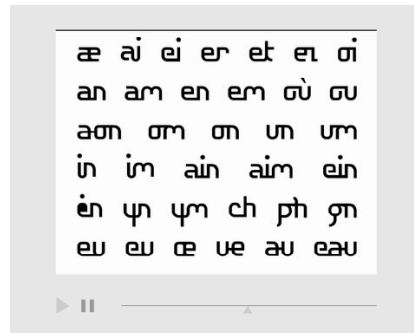 æ ai ei er et oi
an am en em où ou
aon om on un um
in im ain aim ein
yn ym ch ph gn
eu eu œ ue au eau